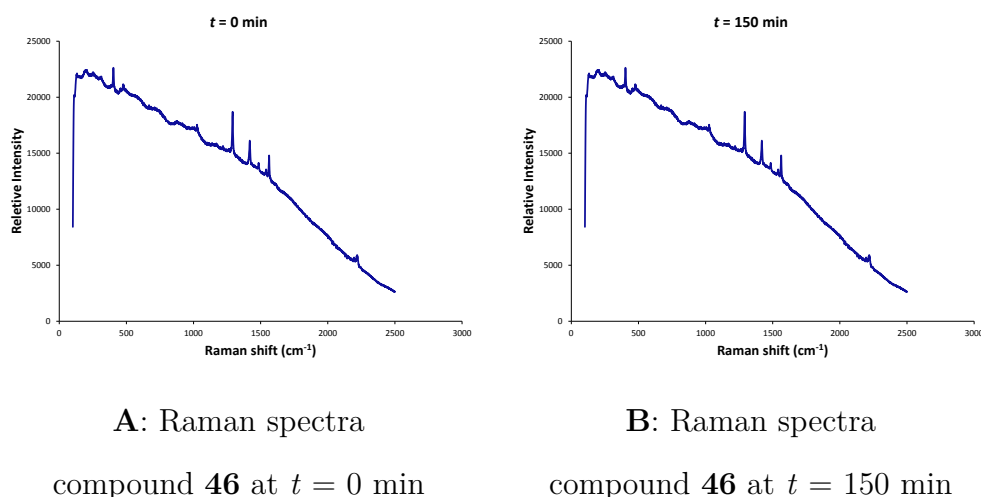 t = 0 min
25000
20000
15000
10000
5000
0
Reletive Intensity
0 500 1000 1500 2000 2500 3000
Raman shift (cm-1)
A: Raman spectra
compound 46 at t = 0 min
t = 150 min
25000
20000
15000
10000
5000
0
Relative Intensity
0 500 1000 1500 2000 2500 3000
Raman shift (cm-1)
B: Raman spectra
compound 46 at t = 150 min